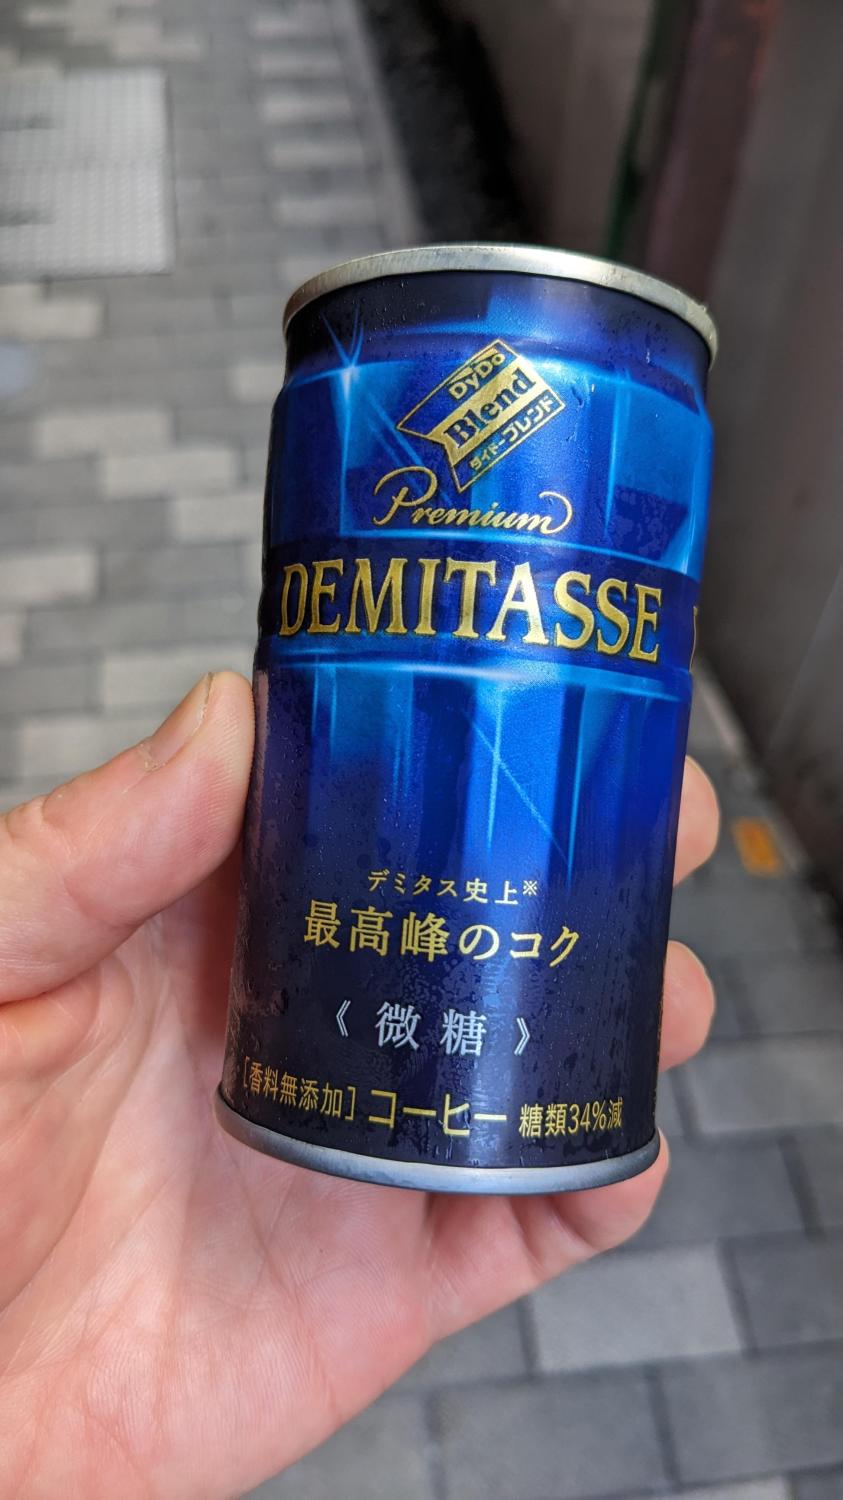 DyDo
Blend
ダイドーブレンド
Premium
DEMITASSE
デミタス史上※
最高峰のコク
《微糖》
[香料無添加] コーヒー 糖類34%減